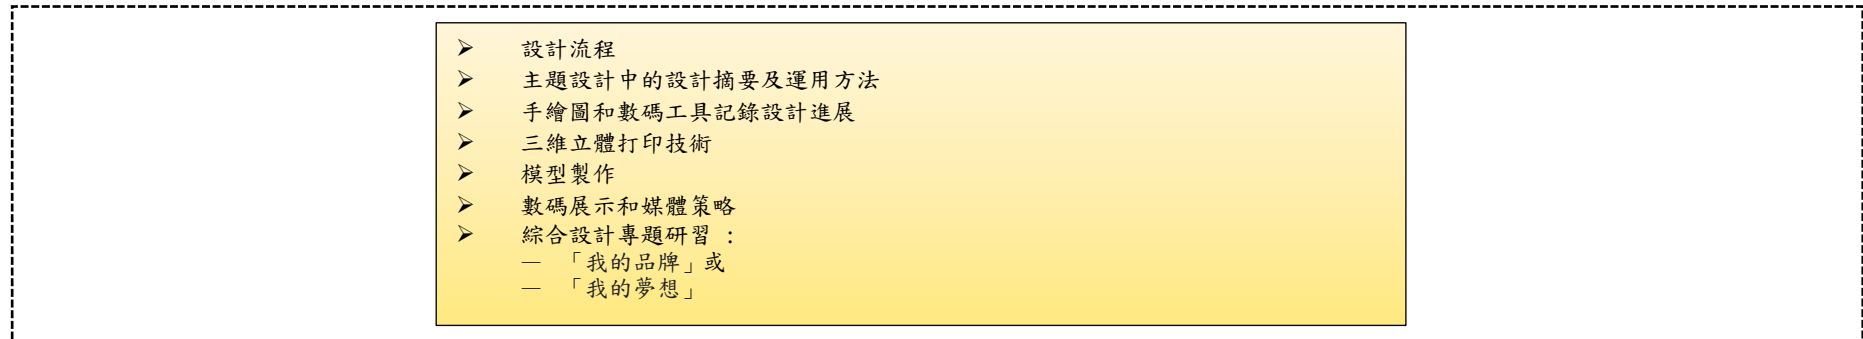 ➢ 設計流程
➢ 主題設計中的設計摘要及運用方法
➢ 手繪圖和數碼工具記錄設計進展
➢ 三維立體打印技術
➢ 模型製作
➢ 數碼展示和媒體策略
➢ 綜合設計專題研習 :
— 「我的品牌」或
— 「我的夢想」